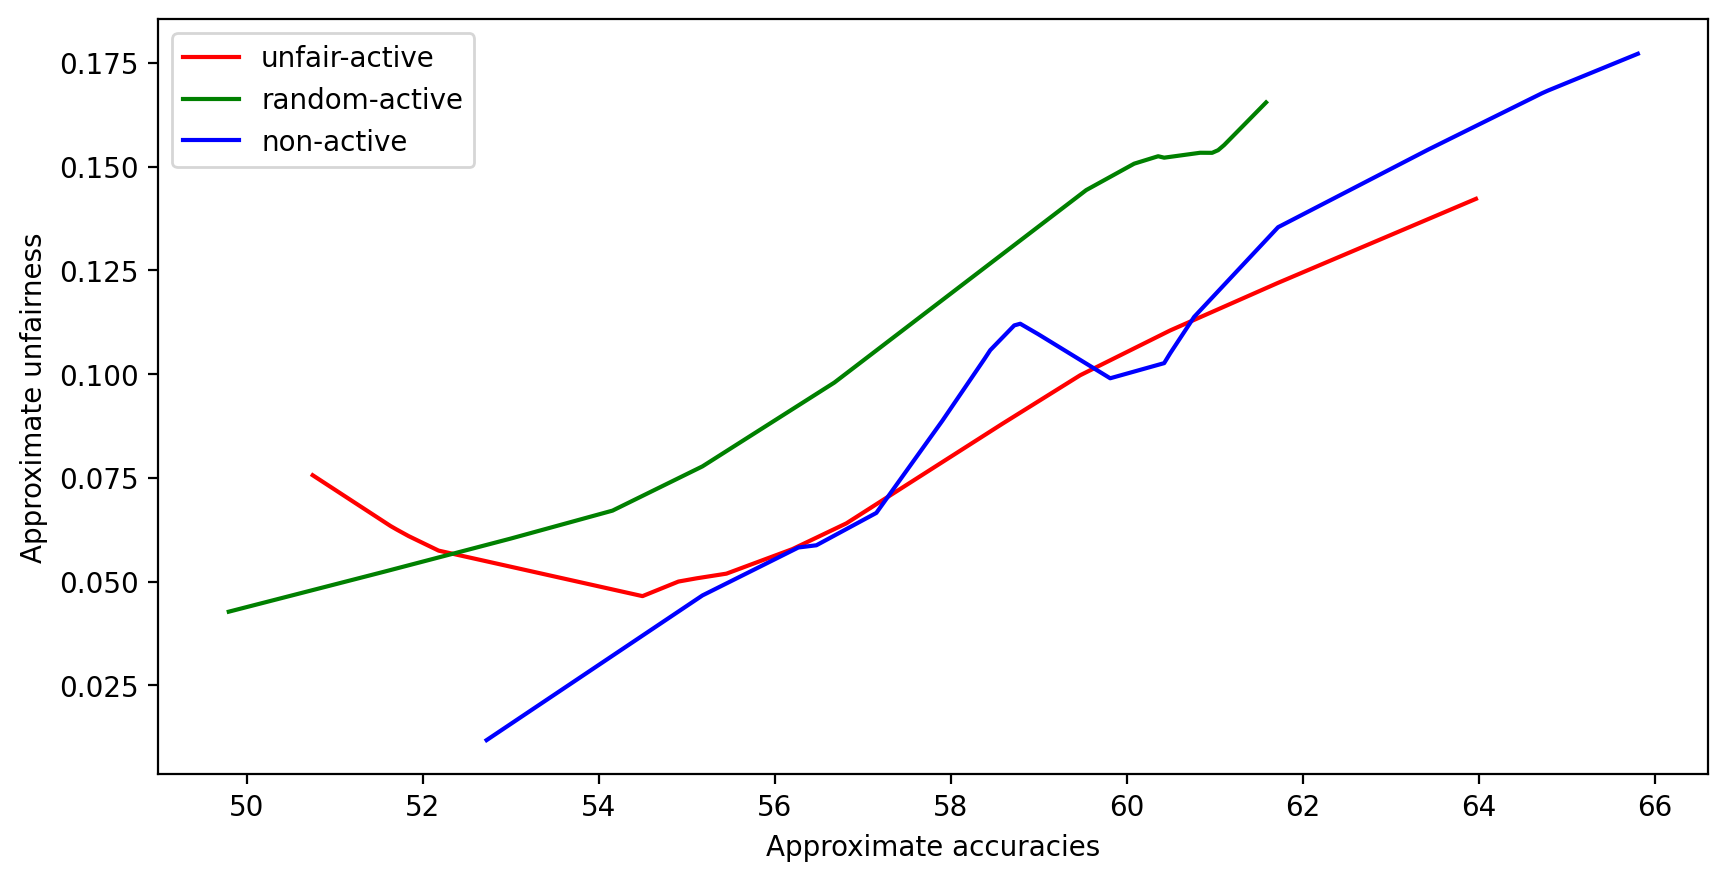 unfair-active
random-active
non-active
0.175
0.150
0.125
0.100
0.075
0.050
0.025
Approximate unfairness
50 52 54 56 58 60 62 64 66
Approximate accuracies